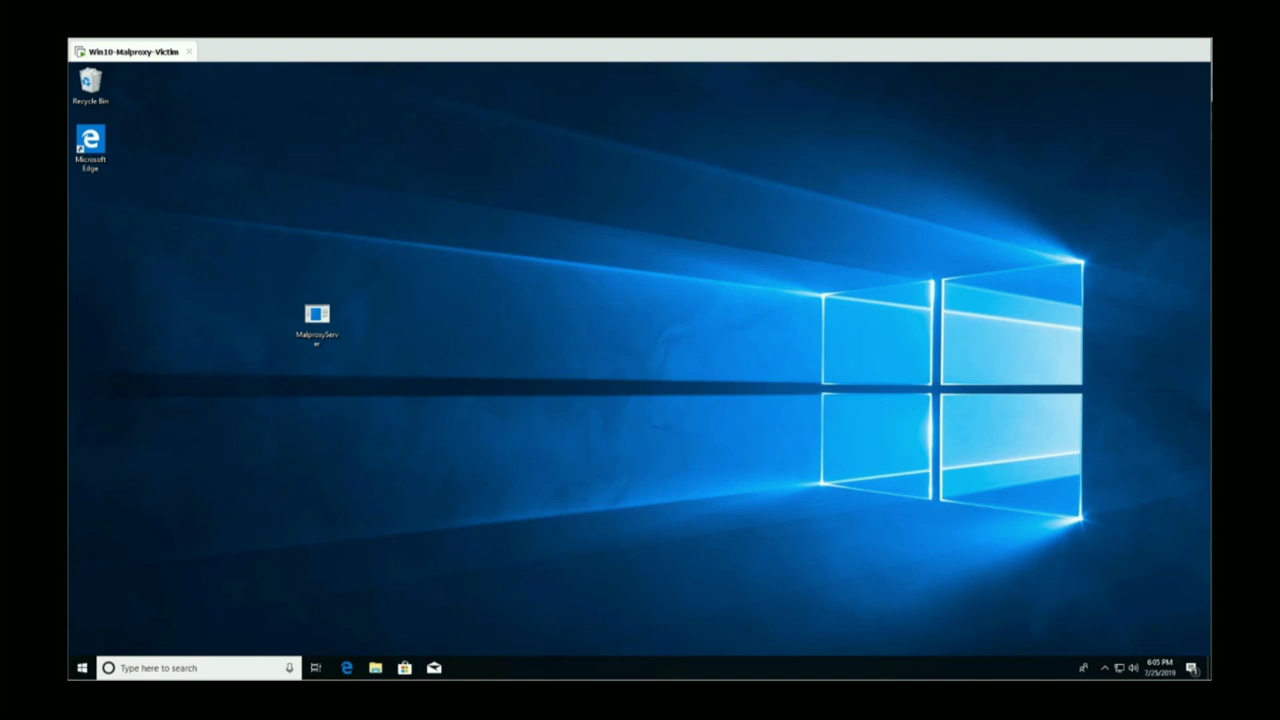 Win10-Malproxy-Victim
Recycle Bin
Microsoft
Edge
MalproxyServ
er
Type here to search
6:05 PM
7/25/2019
1